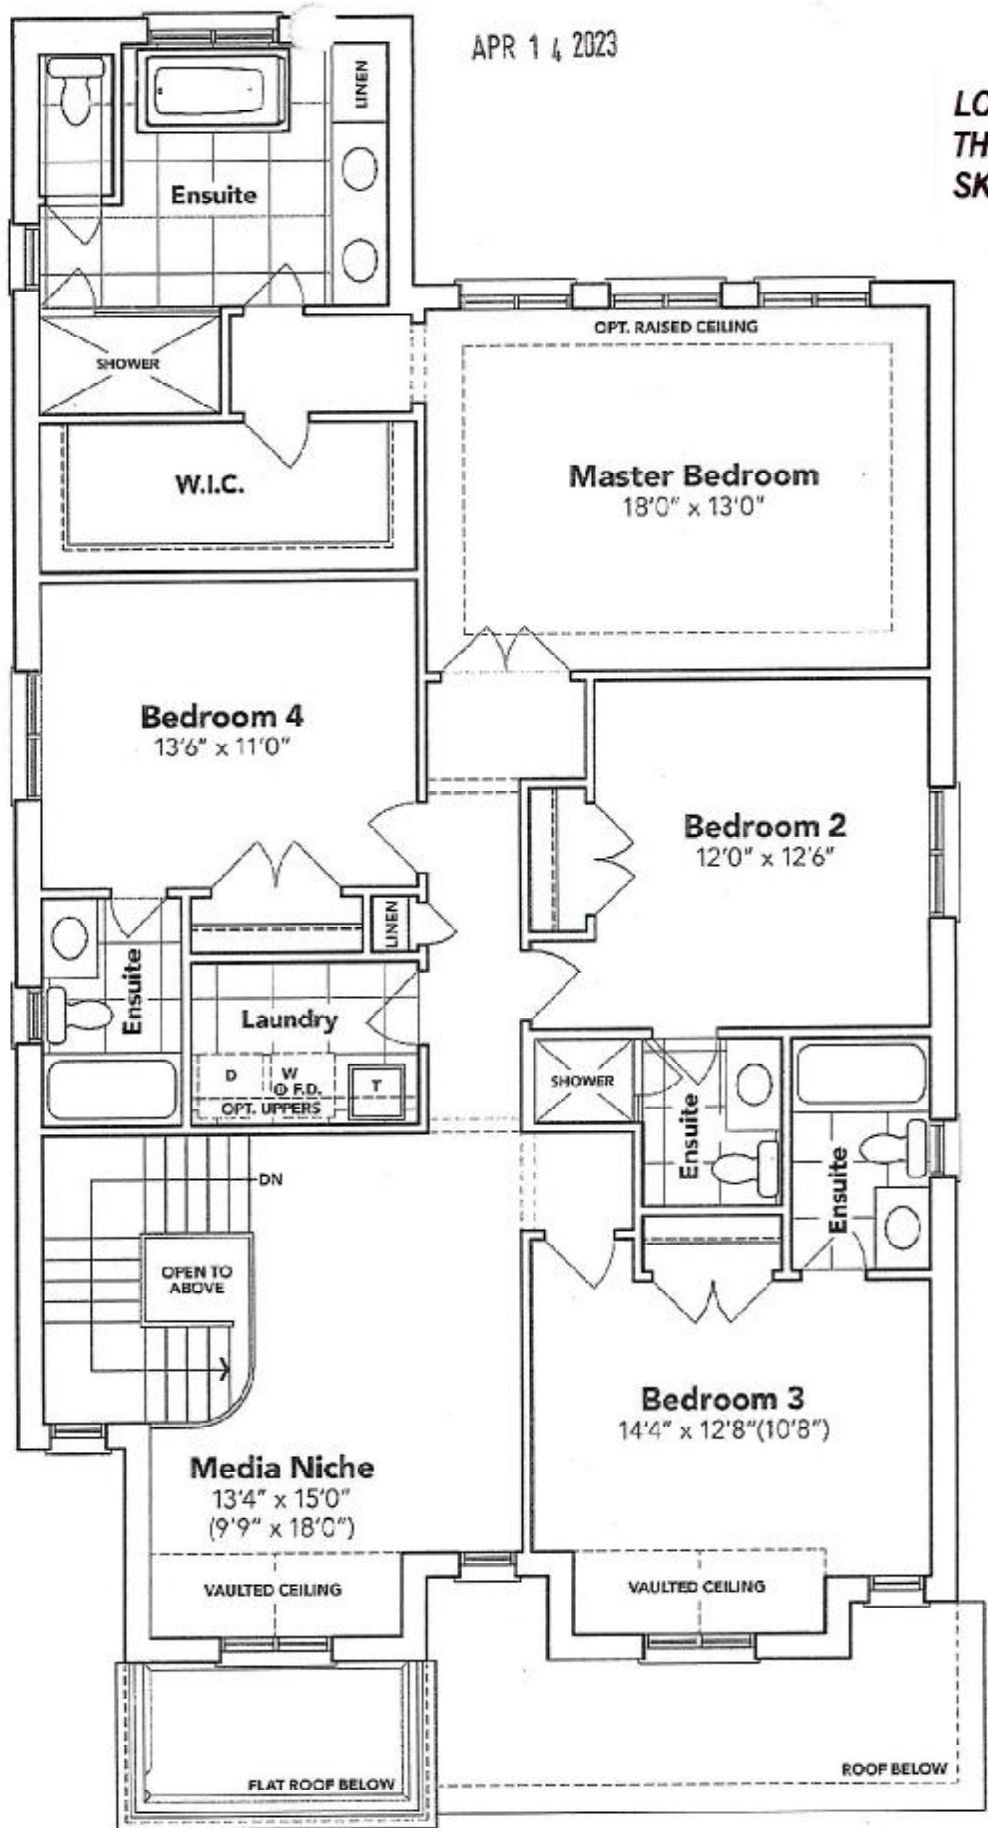 APR 1 4 2023
LINEN
Ensuite
OPT. RAISED CEILING
SHOWER
Master Bedroom
18'0" x 13'0"
W.I.C.
Bedroom 4
13'6" x 11'0"
Bedroom 2
12'0" x 12'6"
LINEN
Ensuite
Laundry
D
W
F.D.
T
OPT. UPPERS
SHOWER
Ensuite
Ensuite
DN
OPEN TO
ABOVE
Bedroom 3
14'4" x 12'8"(10'8")
Media Niche
13'4" x 15'0"
(9'9" x 18'0")
VAULTED CEILING
VAULTED CEILING
FLAT ROOF BELOW
ROOF BELOW